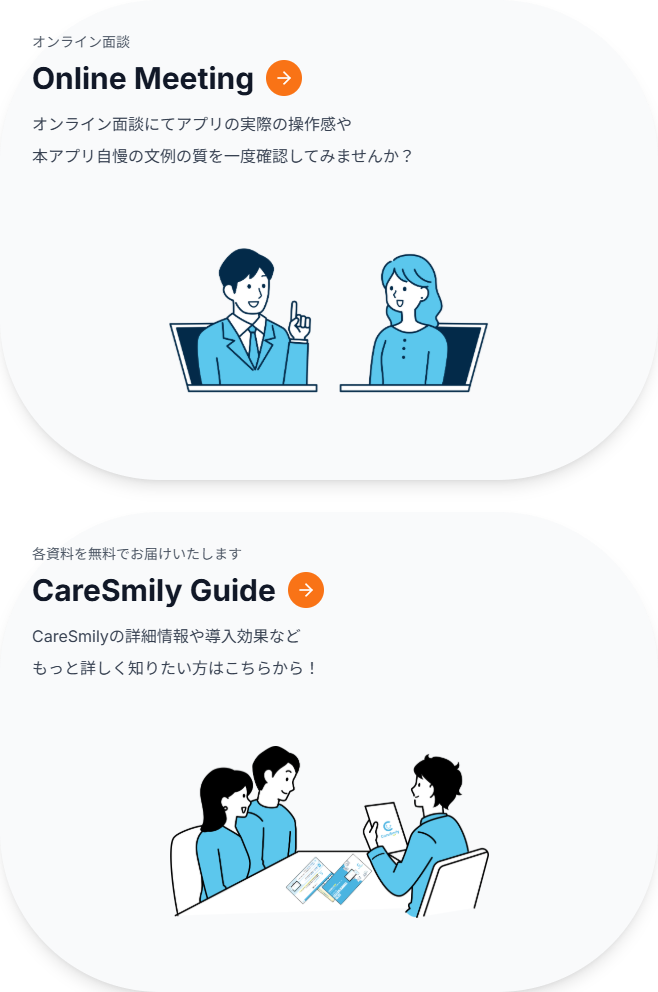 オンライン面談
Online Meeting
オンライン面談にてアプリの実際の操作感や
本アプリ自慢の文例の質を一度確認してみませんか？
各資料を無料でお届けいたします
CareSmily Guide
CareSmilyの詳細情報や導入効果など
もっと詳しく知りたい方はこちらから！